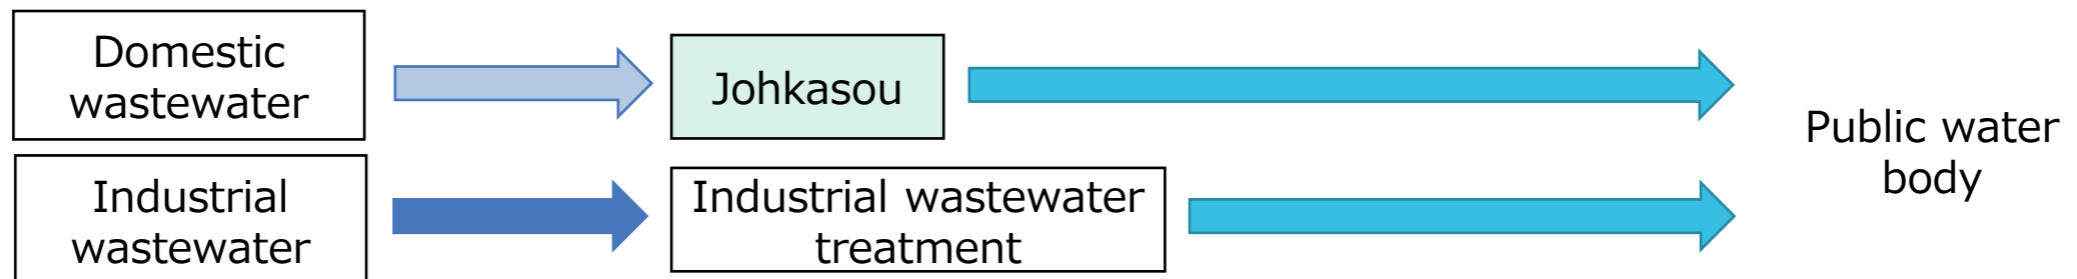 Domestic
wastewater
Johkasou
Public water
body
Industrial
wastewater
Industrial wastewater
treatment